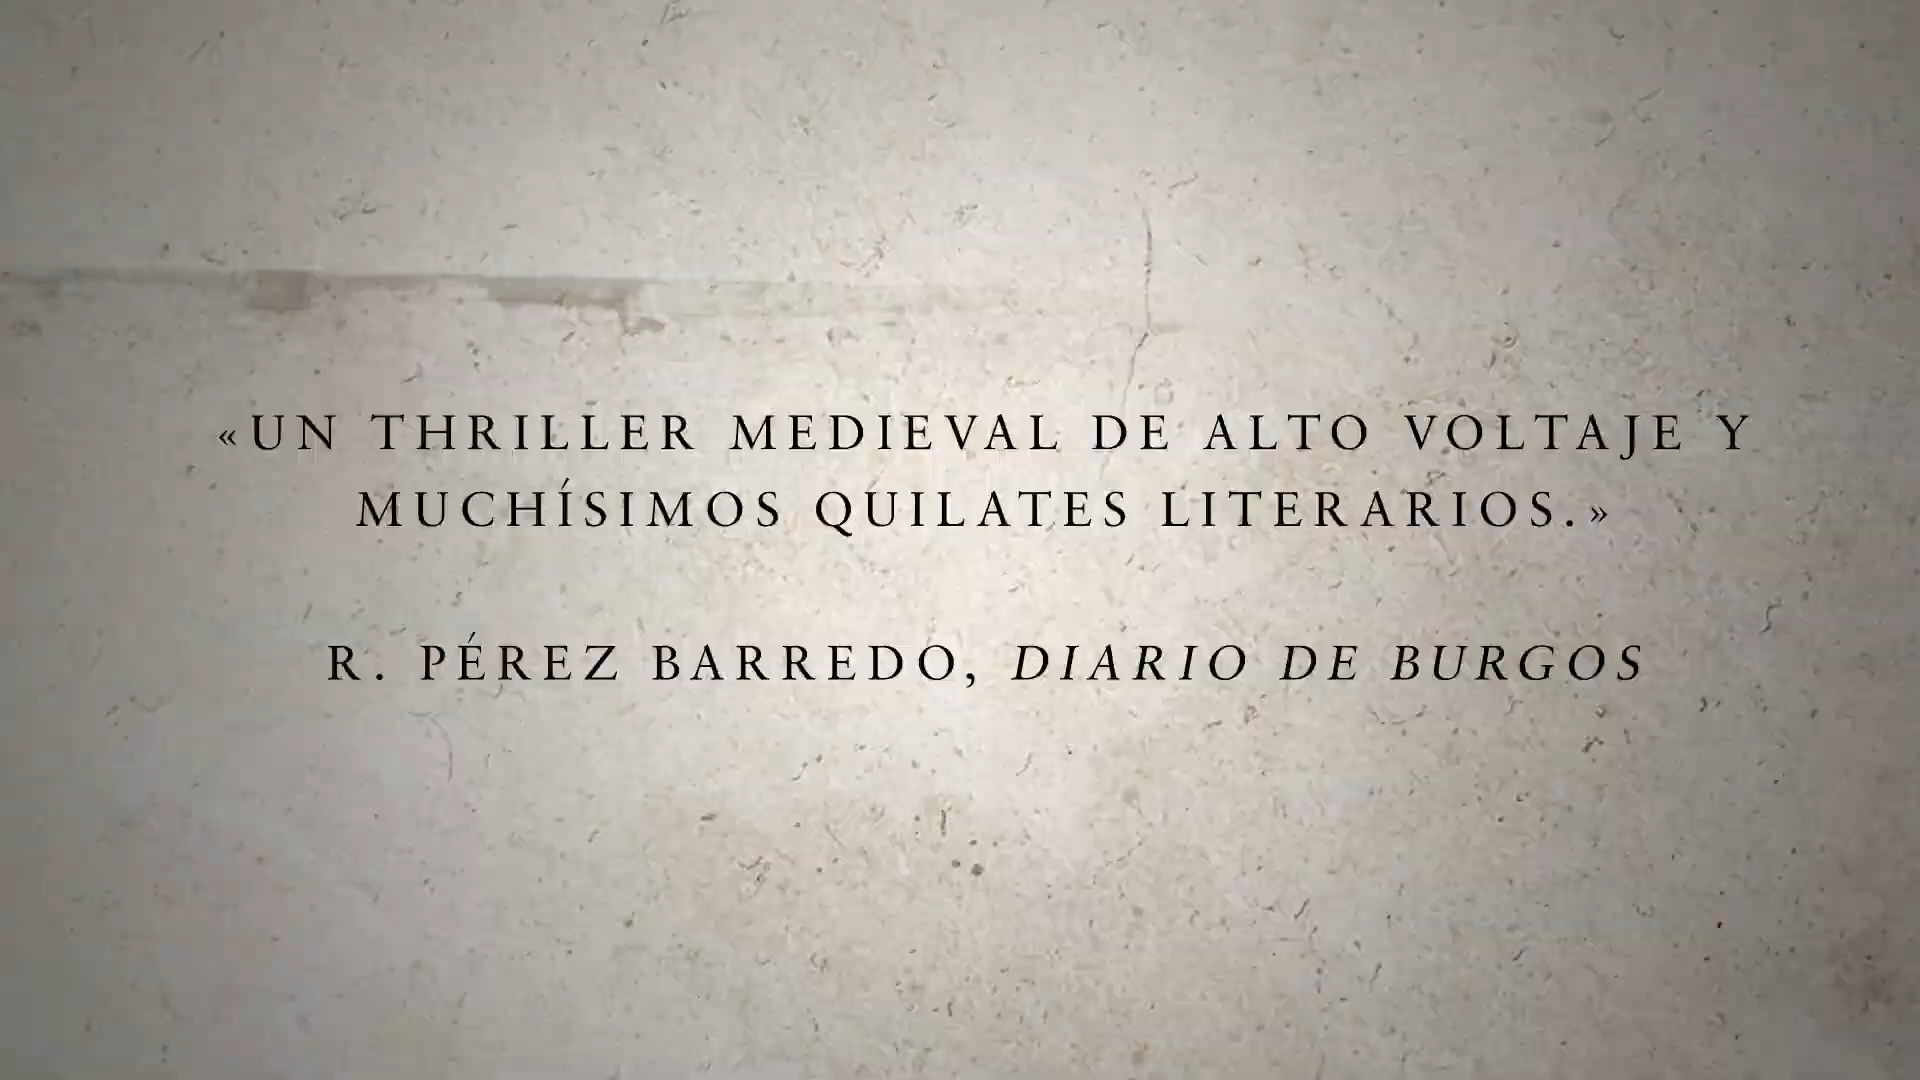 «UN THRILLER MEDIEVAL DE ALTO VOLTAJE Y
MUCHÍSIMOS QUILATES LITERARIOS.»
R. PÉREZ BARREDO, DIARIO DE BURGOS